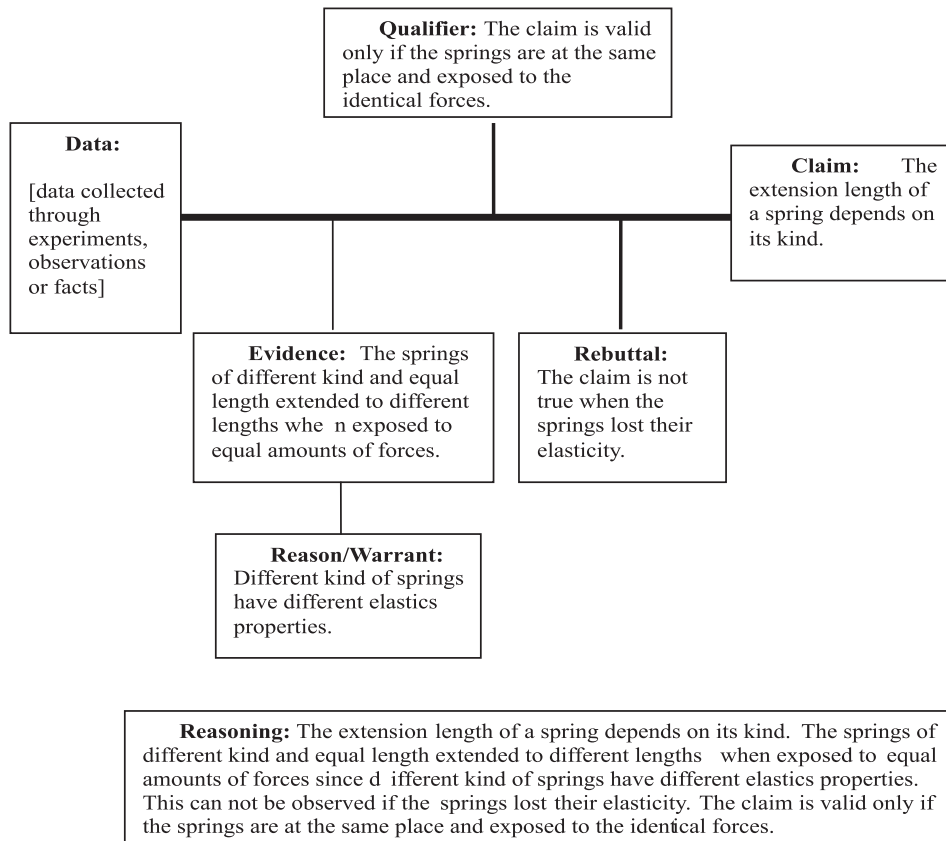 Qualifier: The claim is valid
only if the springs are at the same
place and exposed to the
identical forces.
Data:
[data collected
through
experiments,
observations
or facts]
Claim: The
extension length of
a spring depends on
its kind.
Evidence: The springs
of different kind and equal
length extended to different
lengths whe n exposed to
equal amounts of forces.
Rebuttal:
The claim is not
true when the
springs lost their
elasticity.
Reason/Warrant:
Different kind of springs
have different elastics
properties.
Reasoning: The extension length of a spring depends on its kind. The springs of
different kind and equal length extended to different lengths when exposed to equal
amounts of forces since d ifferent kind of springs have different elastics properties.
This can not be observed if the springs lost their elasticity. The claim is valid only if
the springs are at the same place and exposed to the identical forces.